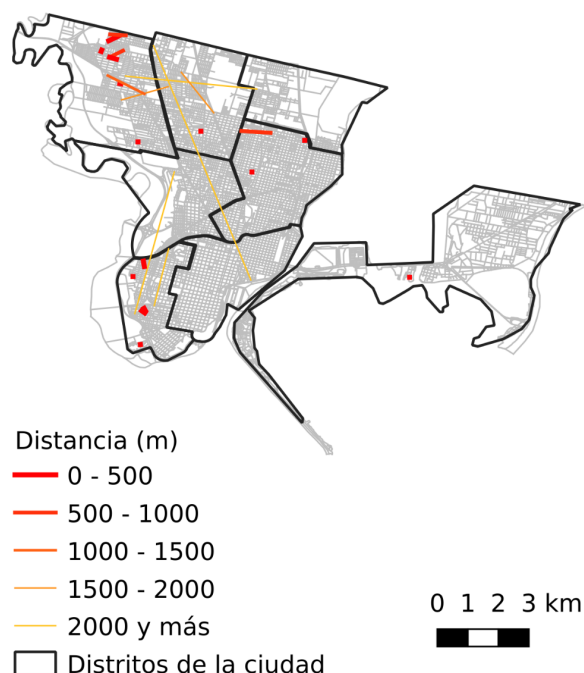 Distancia (m)
0 - 500
500 - 1000
1000 - 1500
1500 - 2000
2000 y más
Distritos de la ciudad
0 1 2 3 km